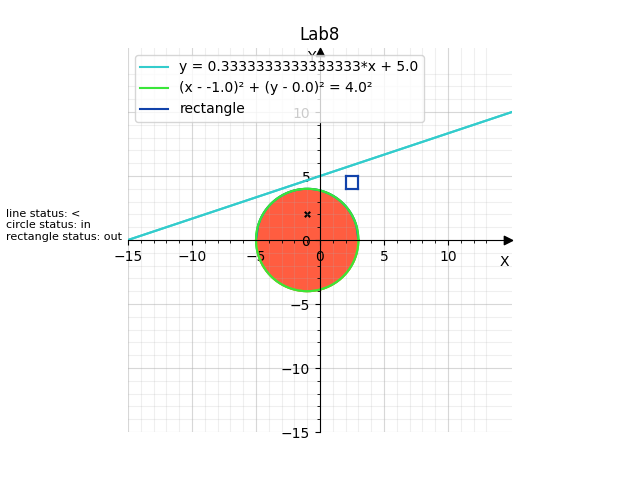 Lab8
Y
y = 0.3333333333333333*x + 5.0
(x - -1.0)² + (y - 0.0)² = 4.0²
rectangle
10
5
line status: <
circle status: in
rectangle status: out
0
−15 −10 −5 0 5 10
X
−5
−10
−15